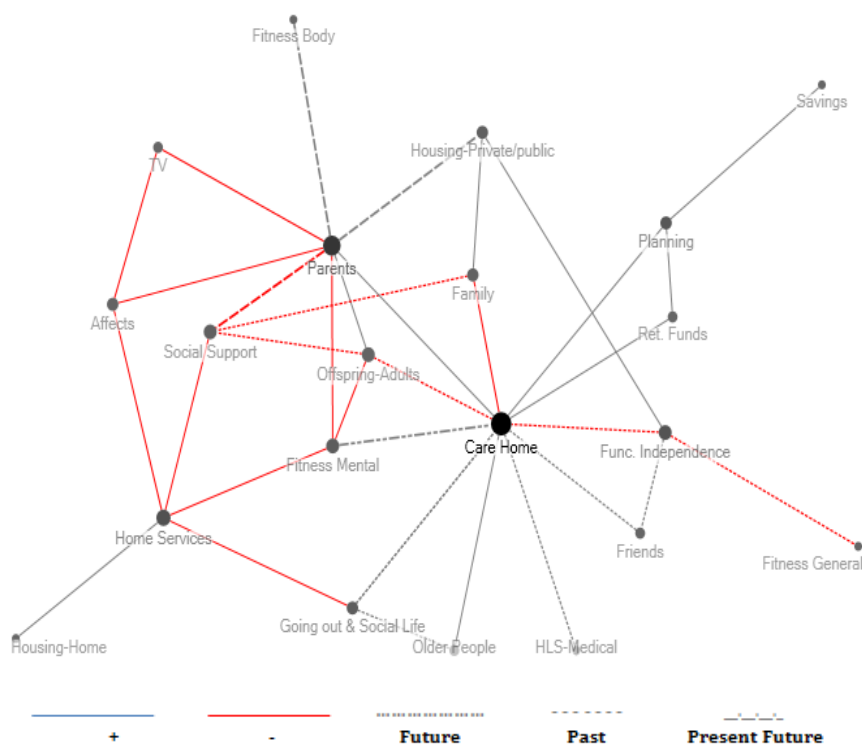 Fitness Body
Savings
Housing-Private/public
TV
Planning
Parents
Family
Affects
Ret. Funds
Social Support
Offspring-Adults
Care Home
Func. Independence
Fitness Mental
Home Services
Friends
Fitness General
Going out & Social Life
Older People
HLS-Medical
Housing-Home
+
-
Future
Past
Present Future